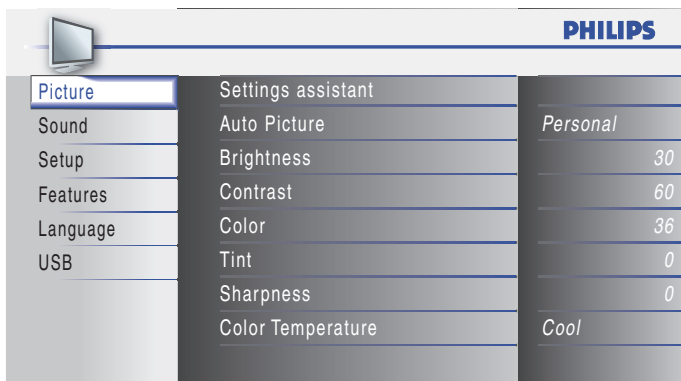 PHILIPS
Picture
Sound
Setup
Features
Language
USB
Settings assistant
Auto Picture Personal
Brightness 30
Contrast 60
Color 36
Tint 0
Sharpness 0
Color Temperature Cool